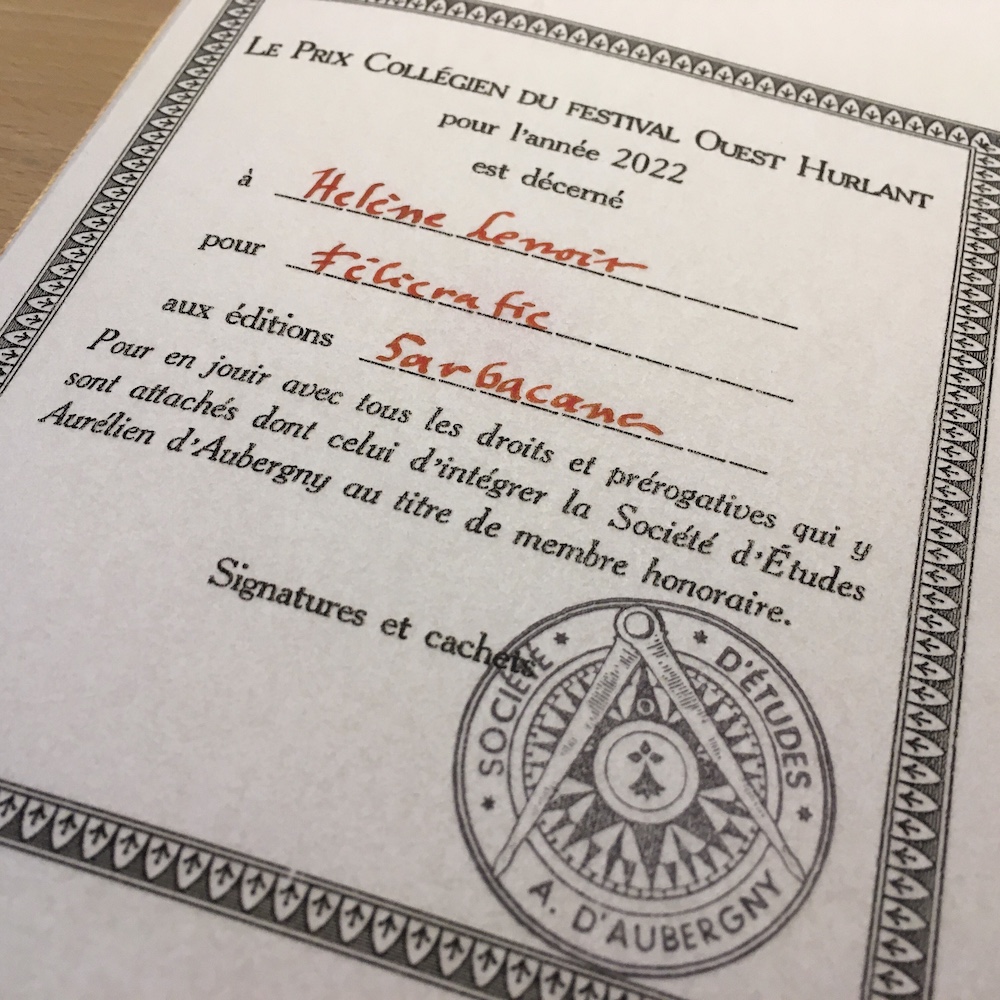 Le Prix Collégien du festival Ouest Hurlant
pour l'année 2022
est décerné
à Helène Lenoir
pour Félicratie
aux éditions Sarbacane
Pour en jouir avec tous les droits et prérogatives qui y
sont attachés dont celui d'intégrer la Société d'Études
Aurélien d'Aubergny au titre de membre honoraire.
Signatures et cachets
SOCIÉTÉ D'ÉTUDES
A. D'AUBERGNY